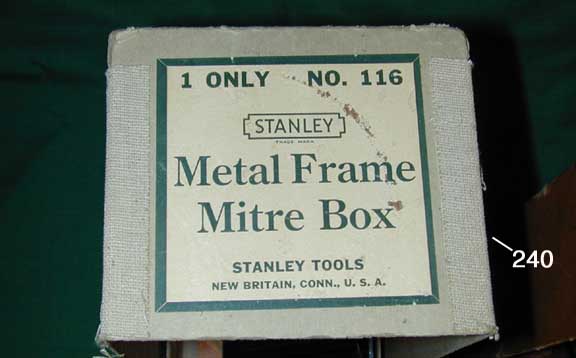 1 ONLY NO. 116
STANLEY
TRADE MARK
Metal Frame
Mitre Box
STANLEY TOOLS
NEW BRITAIN, CONN., U. S. A.
240